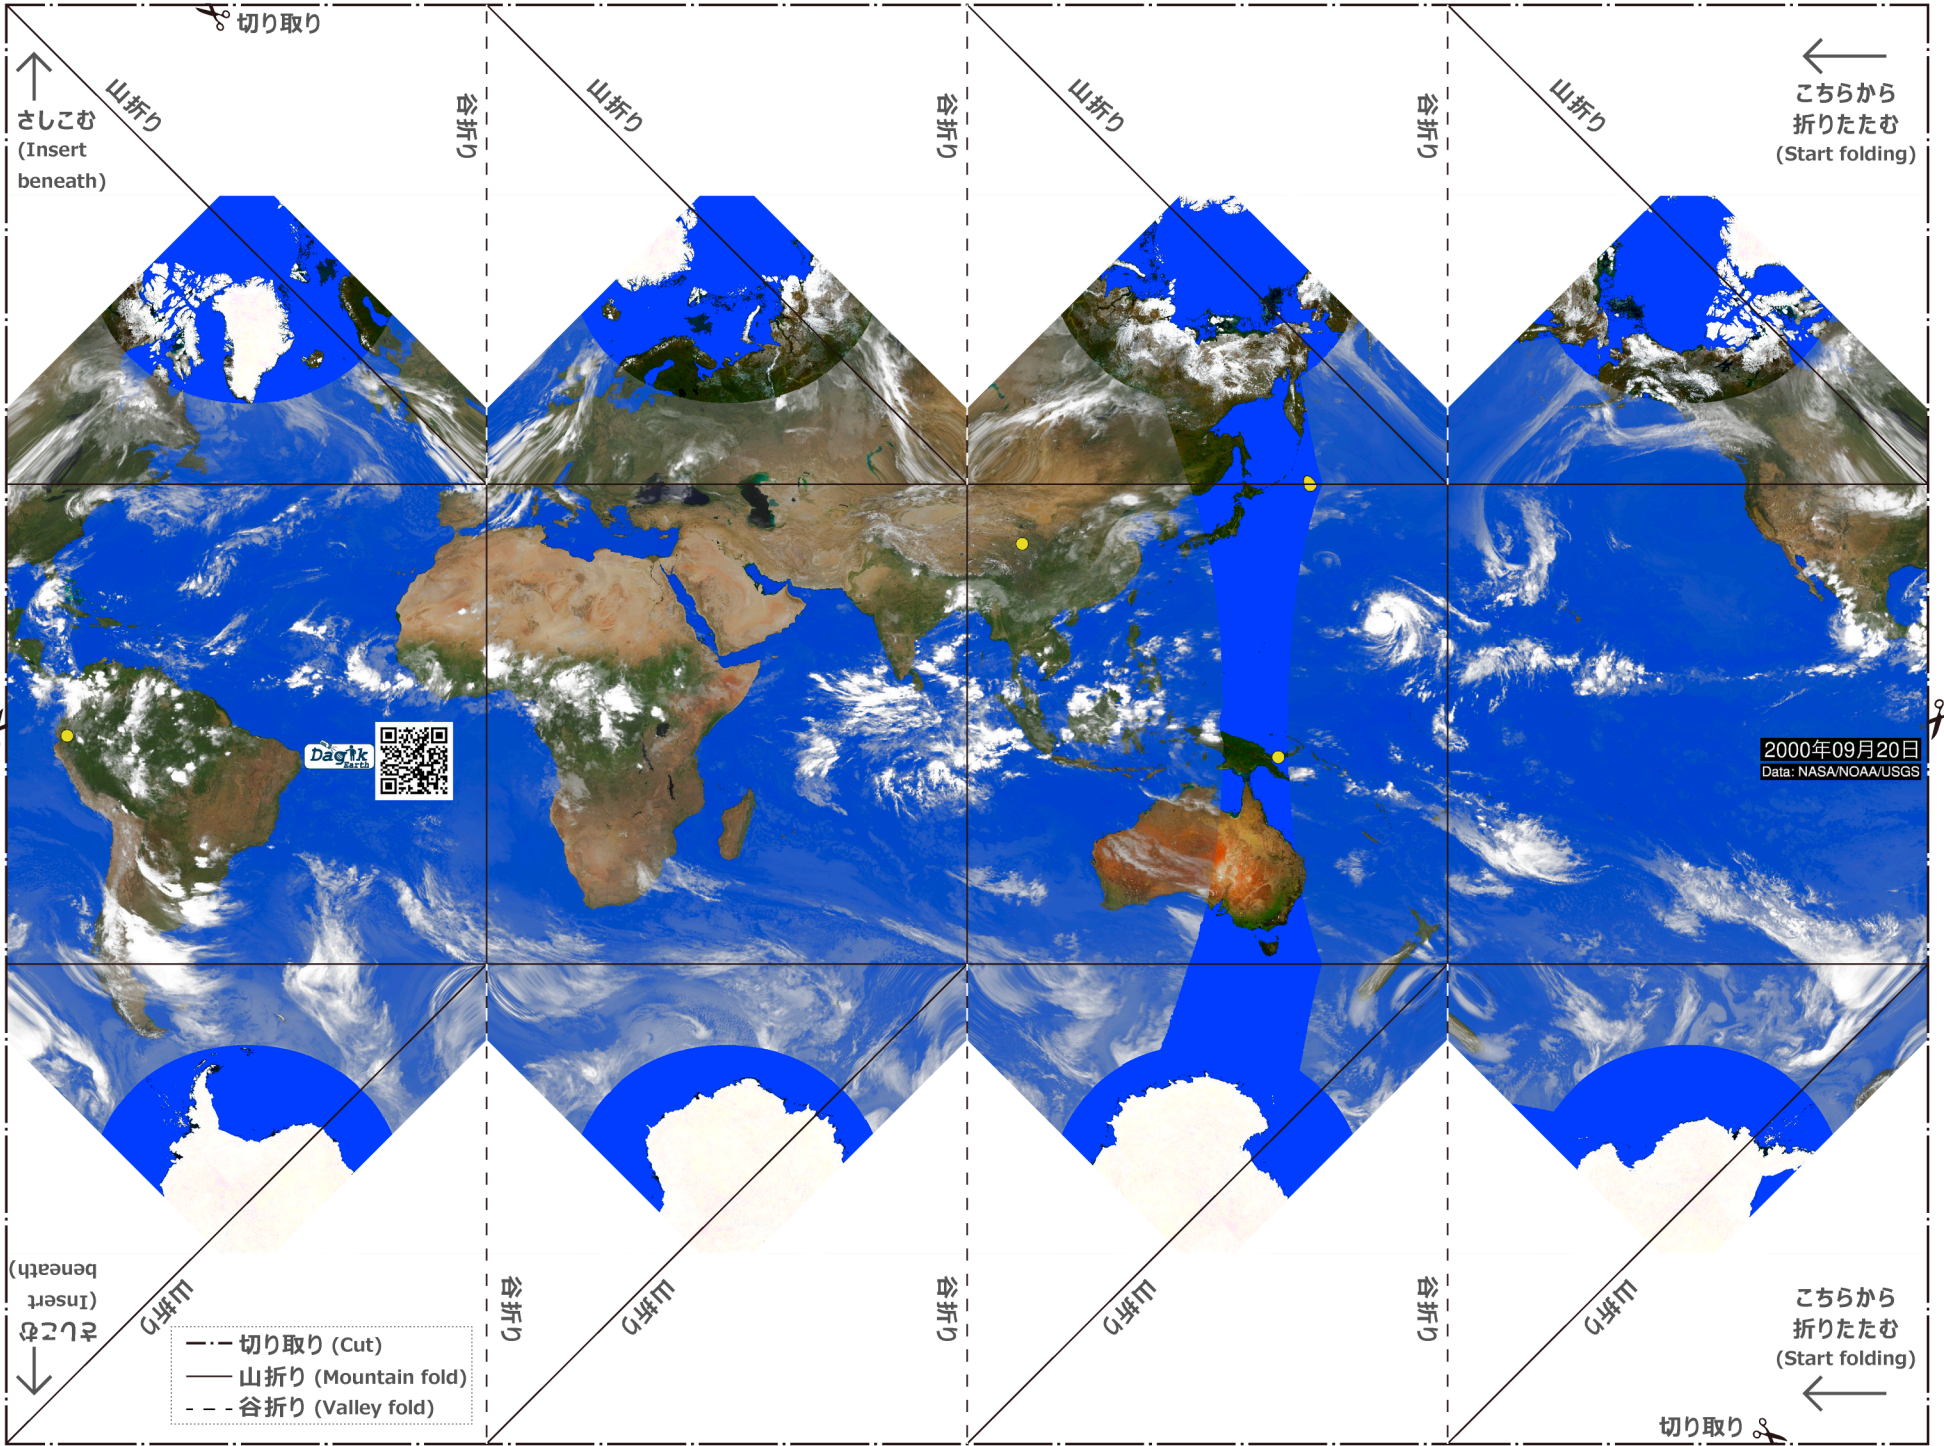 切り取り
山折り
谷折り
山折り
谷折り
山折り
谷折り
山折り
さしこむ
(Insert
beneath)
こちらから
折りたたむ
(Start folding)
Dagik
Earth
2000年09月20日
Data: NASA/NOAA/USGS
さしこむ
(Insert
beneath)
山折り
谷折り
山折り
谷折り
山折り
谷折り
山折り
こちらから
折りたたむ
(Start folding)
切り取り (Cut)
山折り (Mountain fold)
谷折り (Valley fold)
切り取り